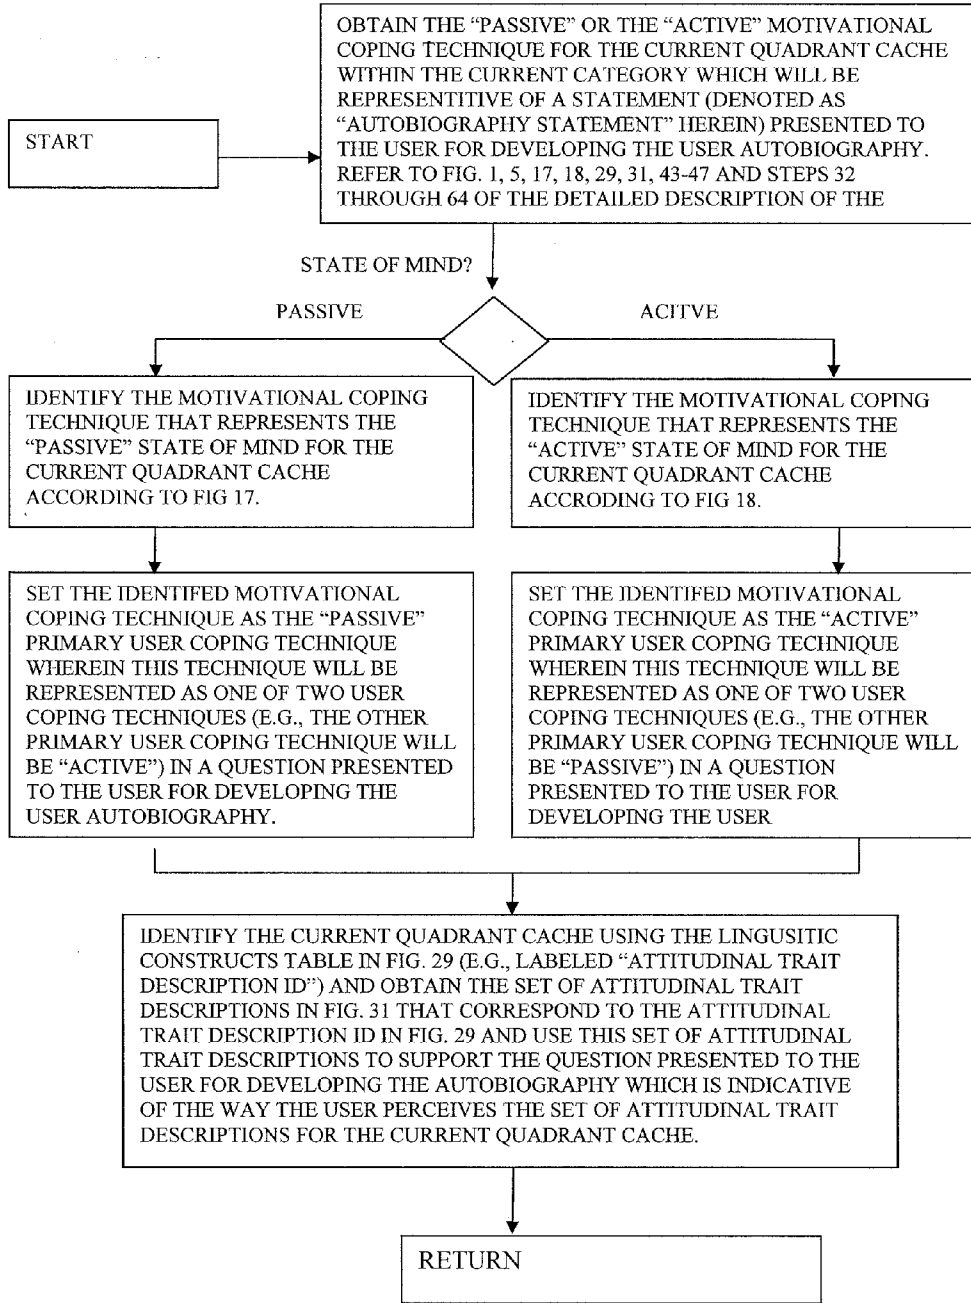 START
OBTAIN THE “PASSIVE” OR THE “ACTIVE” MOTIVATIONAL
COPING TECHNIQUE FOR THE CURRENT QUADRANT CACHE
WITHIN THE CURRENT CATEGORY WHICH WILL BE
REPRESENTITIVE OF A STATEMENT (DENOTED AS
“AUTOBIOGRAPHY STATEMENT” HEREIN) PRESENTED TO
THE USER FOR DEVELOPING THE USER AUTOBIOGRAPHY.
REFER TO FIG. 1, 5, 17, 18, 29, 31, 43-47 AND STEPS 32
THROUGH 64 OF THE DETAILED DESCRIPTION OF THE
STATE OF MIND?
PASSIVE
ACITVE
IDENTIFY THE MOTIVATIONAL COPING
TECHNIQUE THAT REPRESENTS THE
“PASSIVE” STATE OF MIND FOR THE
CURRENT QUADRANT CACHE
ACCORDING TO FIG 17.
IDENTIFY THE MOTIVATIONAL COPING
TECHNIQUE THAT REPRESENTS THE
“ACTIVE” STATE OF MIND FOR THE
CURRENT QUADRANT CACHE
ACCRODING TO FIG 18.
SET THE IDENTIFED MOTIVATIONAL
COPING TECHNIQUE AS THE “PASSIVE”
PRIMARY USER COPING TECHNIQUE
WHEREIN THIS TECHNIQUE WILL BE
REPRESENTED AS ONE OF TWO USER
COPING TECHNIQUES (E.G., THE OTHER
PRIMARY USER COPING TECHNIQUE WILL
BE “ACTIVE”) IN A QUESTION PRESENTED
TO THE USER FOR DEVELOPING THE
USER AUTOBIOGRAPHY.
SET THE IDENTIFED MOTIVATIONAL
COPING TECHNIQUE AS THE “ACTIVE”
PRIMARY USER COPING TECHNIQUE
WHEREIN THIS TECHNIQUE WILL BE
REPRESENTED AS ONE OF TWO USER
COPING TECHNIQUES (E.G., THE OTHER
PRIMARY USER COPING TECHNIQUE WILL
BE “PASSIVE”) IN A QUESTION
PRESENTED TO THE USER FOR
DEVELOPING THE USER
IDENTIFY THE CURRENT QUADRANT CACHE USING THE LINGUSITIC
CONSTRUCTS TABLE IN FIG. 29 (E.G., LABELED “ATTITUDINAL TRAIT
DESCRIPTION ID”) AND OBTAIN THE SET OF ATTITUDINAL TRAIT
DESCRIPTIONS IN FIG. 31 THAT CORRESPOND TO THE ATTITUDINAL
TRAIT DESCRIPTION ID IN FIG. 29 AND USE THIS SET OF ATTITUDINAL
TRAIT DESCRIPTIONS TO SUPPORT THE QUESTION PRESENTED TO THE
USER FOR DEVELOPING THE AUTOBIOGRAPHY WHICH IS INDICATIVE
OF THE WAY THE USER PERCEIVES THE SET OF ATTITUDINAL TRAIT
DESCRIPTIONS FOR THE CURRENT QUADRANT CACHE.
RETURN